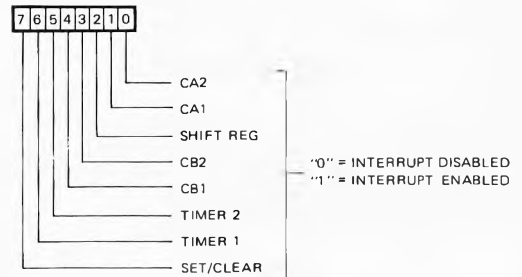 7 6 5 4 3 2 1 0
CA2
CA1
SHIFT REG
CB2
CB1
TIMER 2
TIMER 1
SET/CLEAR
"0" = INTERRUPT DISABLED
"1" = INTERRUPT ENABLED